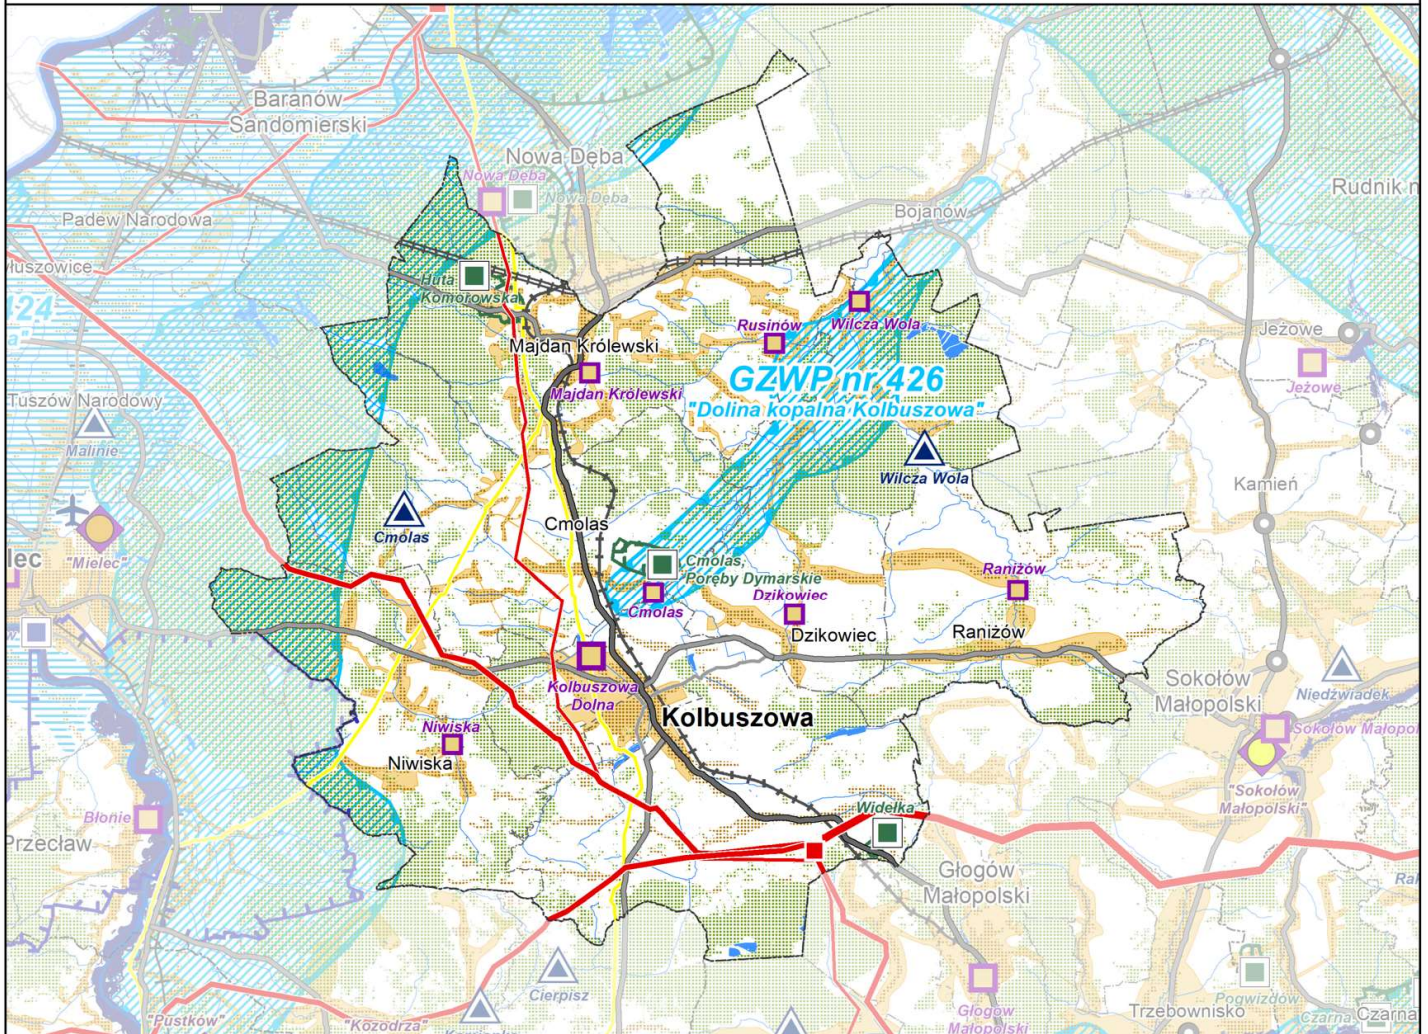 Baranów
Sandomierski
Nowa Dęba
Nowa Dęba
Nowa Dęba
Rudnik n
Padew Narodowa
Bojanów
łuszowice
Huta
Komorowska
424
a"
Rusinów
Wilcza Wola
Jeżowe
Majdan Królewski
Jeżowe
GZWP nr 426
Majdan Królewski
"Dolina kopalna Kolbuszowa"
Tuszów Narodowy
Malinie
Wilcza Wola
Kamień
Cmolas
Cmolas
lec
"Mielec"
Cmolas,
Poręby Dymarskie
Raniżów
Dzikowiec
Cmolas
Dzikowiec
Raniżów
w
Sokołów
Małopolski
Niedźwiadek
Kolbuszowa
Dolna
Kolbuszowa
Niwiska
Sokołów Małopol
Niwiska
"Sokołów
Małopolski"
Błonie
Widełka
Przecław
Głogów
Małopolski
Cierpisz
Pogwizdów
"Pustków"
"Kozodrza"
Głogów
Małopolski
Trzebownisko
Czarna
Czarna